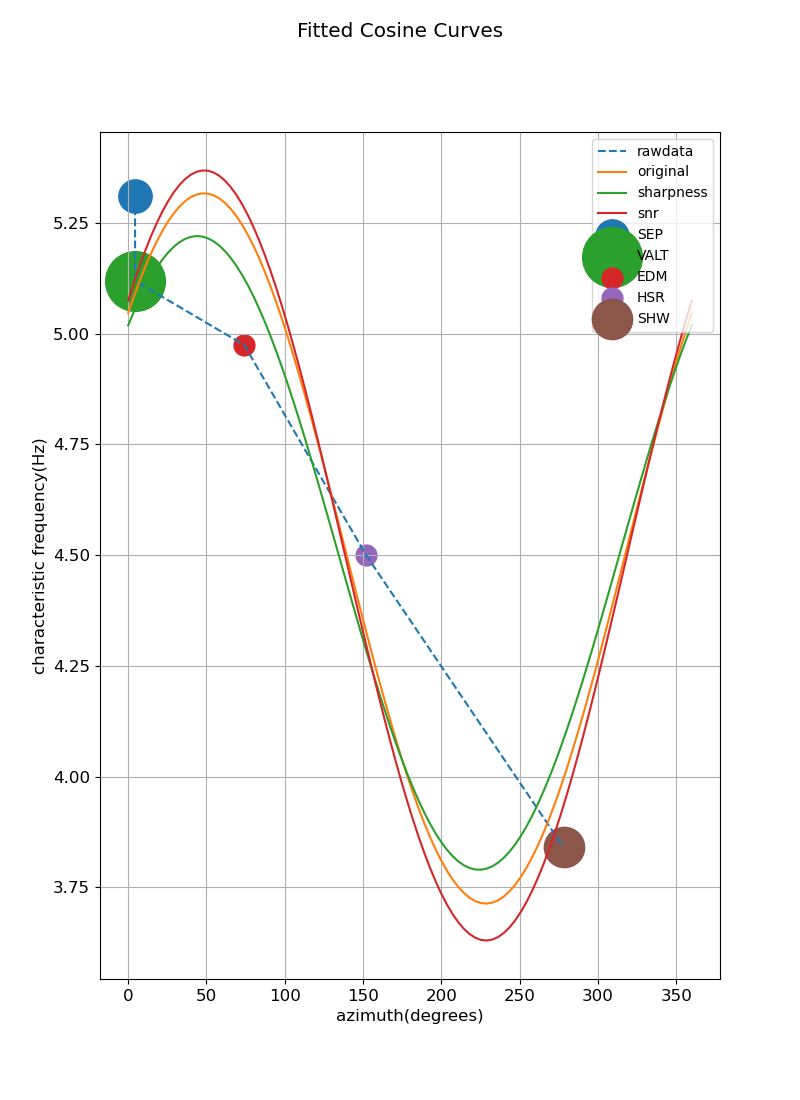 Fitted Cosine Curves
rawdata
original
sharpness
snr
SEP
VALT
EDM
HSR
SHW
characteristic frequency(Hz)
5.25
5.00
4.75
4.50
4.25
4.00
3.75
0 50 100 150 200 250 300 350
azimuth(degrees)